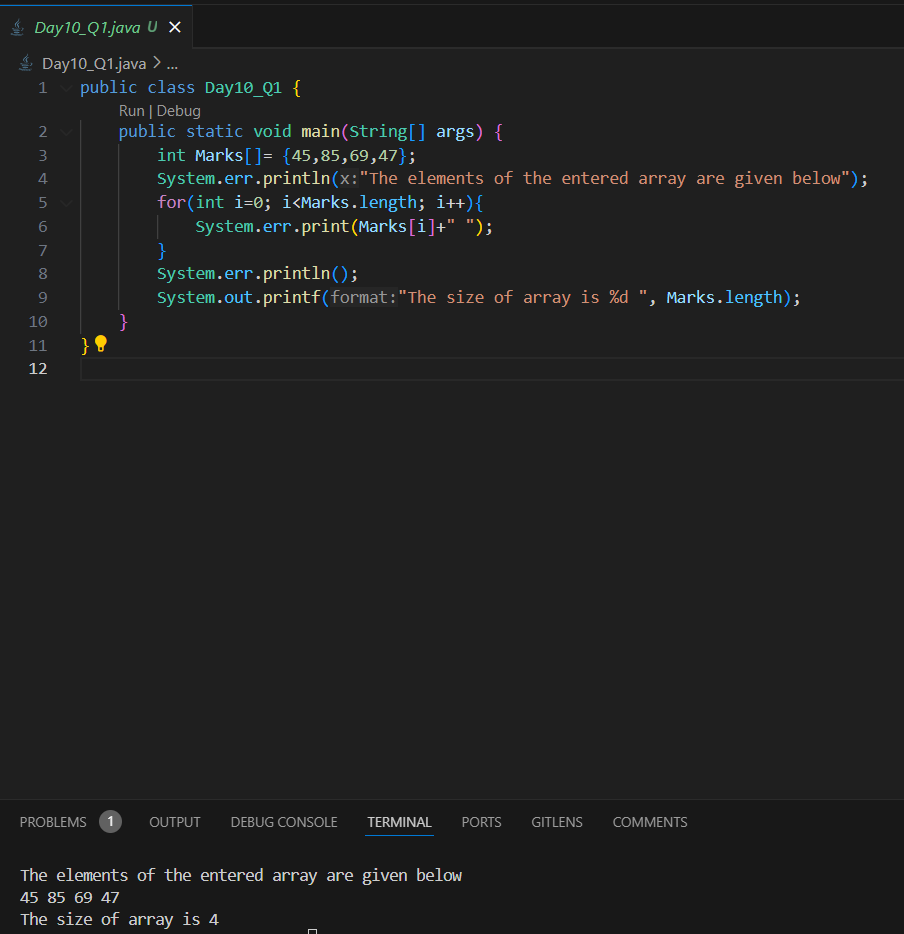 Day10_Q1.java U
Day10_Q1.java > ...
1 public class Day10_Q1 {
Run | Debug
2 public static void main(String[] args) {
3 int Marks[]= {45,85,69,47};
4 System.err.println(x:"The elements of the entered array are given below");
5 for(int i=0; i<Marks.length; i++){
6 System.err.print(Marks[i]+" ");
7 }
8 System.err.println();
9 System.out.printf(format:"The size of array is %d ", Marks.length);
10 }
11 }
12
PROBLEMS 1 OUTPUT DEBUG CONSOLE TERMINAL PORTS GITLENS COMMENTS
The elements of the entered array are given below
45 85 69 47
The size of array is 4